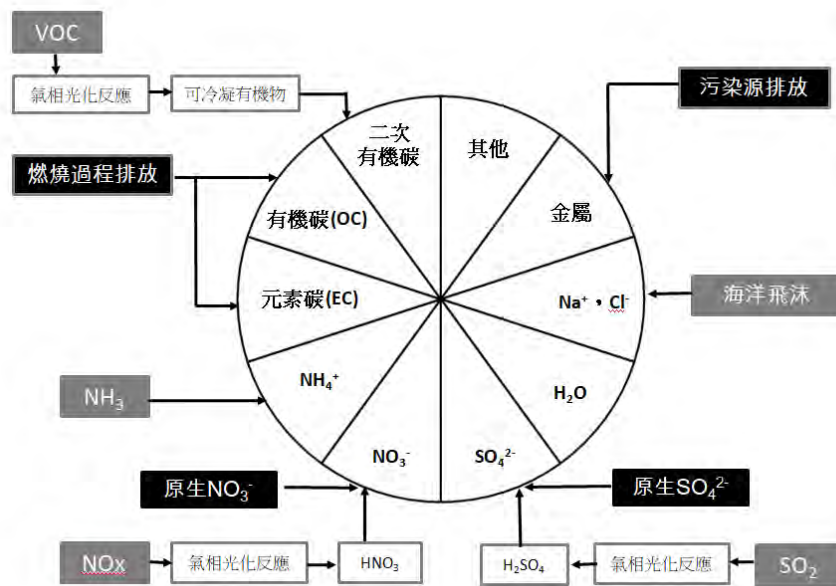 VOC
氣相光化反應
可冷凝有機物
污染源排放
二次
有機碳
其他
燃燒過程排放
有機碳(OC)
金屬
元素碳(EC)
Na⁺，Cl⁻
海洋飛沫
NH₃
NH₄⁺
H₂O
NO₃⁻
SO₄²⁻
原生NO₃⁻
原生SO₄²⁻
NOx
氣相光化反應
HNO₃
H₂SO₄
氣相光化反應
SO₂